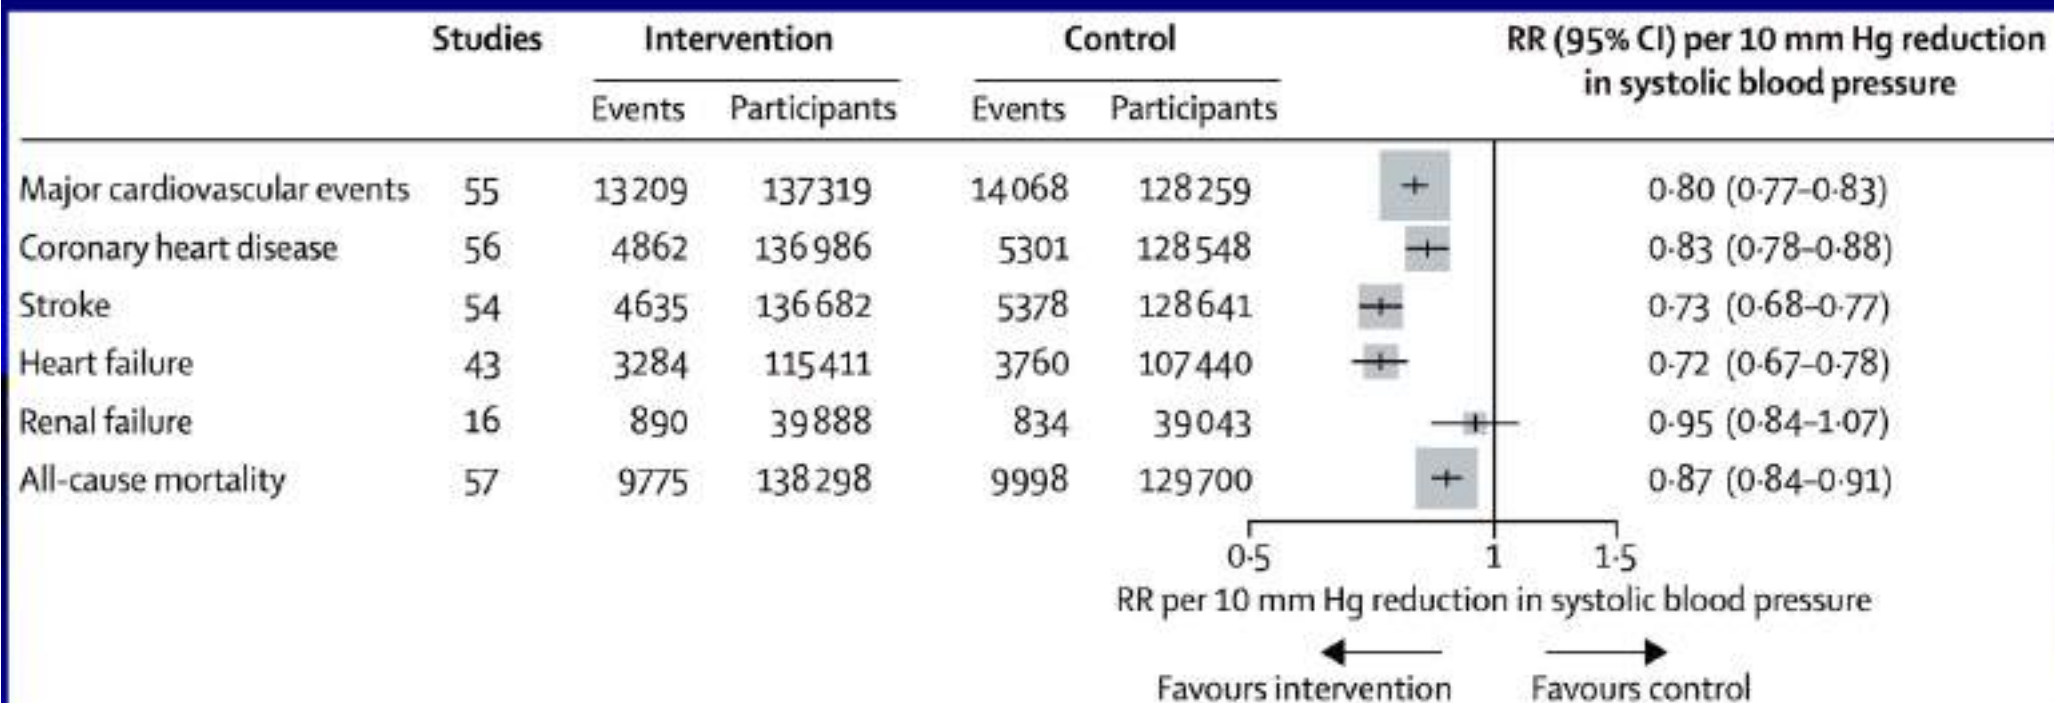 Studies Intervention Control RR (95% CI) per 10 mm Hg reduction
in systolic blood pressure
Events Participants Events Participants
Major cardiovascular events 55 13209 137319 14068 128259 0·80 (0·77–0·83)
Coronary heart disease 56 4862 136986 5301 128548 0·83 (0·78–0·88)
Stroke 54 4635 136682 5378 128641 0·73 (0·68–0·77)
Heart failure 43 3284 115411 3760 107440 0·72 (0·67–0·78)
Renal failure 16 890 39888 834 39043 0·95 (0·84–1·07)
All-cause mortality 57 9775 138298 9998 129700 0·87 (0·84–0·91)
0·5 1 1·5
RR per 10 mm Hg reduction in systolic blood pressure
Favours intervention Favours control